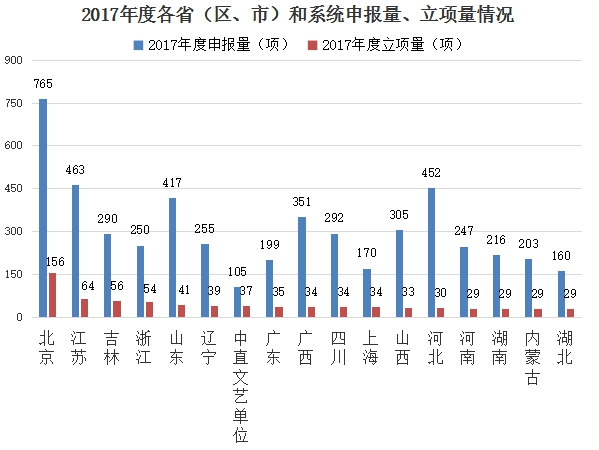 2017年度各省（区、市）和系统申报量、立项量情况
2017年度申报量（项） 2017年度立项量（项）
900
750
600
450
300
150
0
765 463 290 250 417 255 105 199 351 292 170 305 452 247 216 203 160
156 64 56 54 41 39 37 35 34 34 34 33 30 29 29 29 29
北京 江苏 吉林 浙江 山东 辽宁 中直文艺单位 广东 广西 四川 上海 山西 河北 河南 湖南 内蒙古 湖北